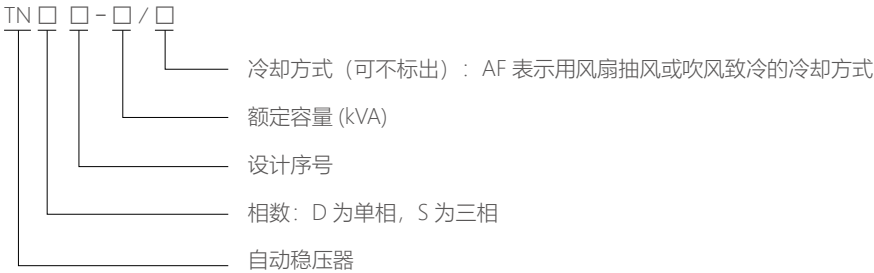 TN□ □-□/□
冷却方式（可不标出）：AF 表示用风扇抽风或吹风致冷的冷却方式
额定容量 (kVA)
设计序号
相数：D 为单相，S 为三相
自动稳压器